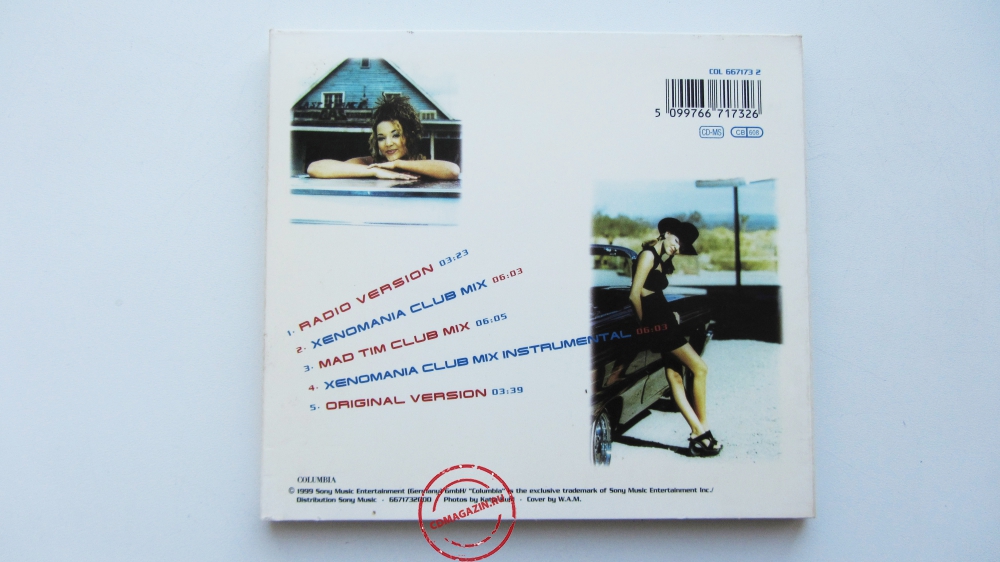 COL 667173 2
5 099766 717326
CD-MS CB 608
1. RADIO VERSION 03:23
2. XENOMANIA CLUB MIX 06:03
3. MAD TIM CLUB MIX 06:05
4. XENOMANIA CLUB MIX INSTRUMENTAL 06:03
5. ORIGINAL VERSION 03:39
COLUMBIA
© 1999 Sony Music Entertainment (Germany) GmbH/ "Columbia" is the exclusive trademark of Sony Music Entertainment Inc./
Distribution Sony Music · 6671732000 · Photos by · Cover by W.A.M.
CDMAGAZIN.RU